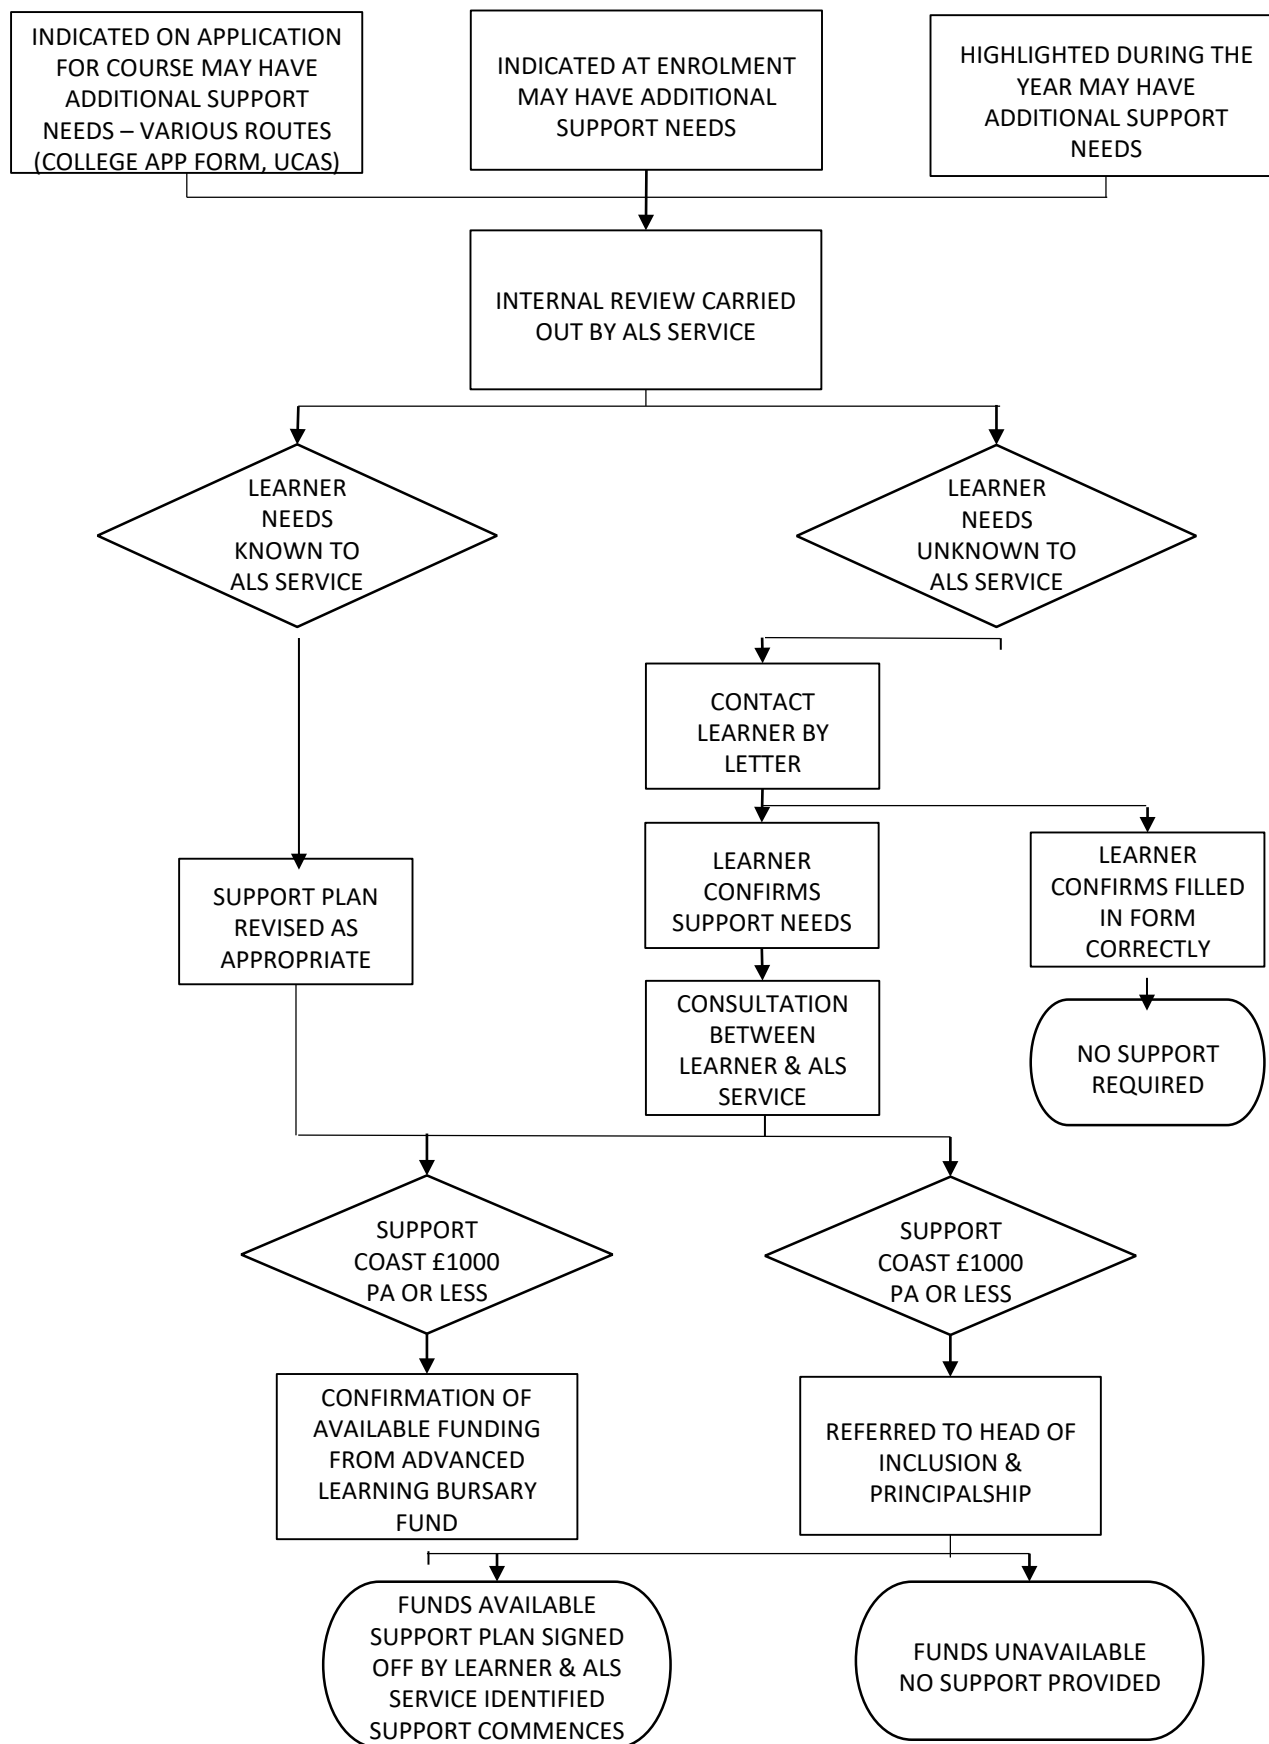 INDICATED ON APPLICATION
FOR COURSE MAY HAVE
ADDITIONAL SUPPORT
NEEDS – VARIOUS ROUTES
(COLLEGE APP FORM, UCAS)
INDICATED AT ENROLMENT
MAY HAVE ADDITIONAL
SUPPORT NEEDS
HIGHLIGHTED DURING THE
YEAR MAY HAVE
ADDITIONAL SUPPORT
NEEDS
INTERNAL REVIEW CARRIED
OUT BY ALS SERVICE
LEARNER
NEEDS
KNOWN TO
ALS SERVICE
LEARNER
NEEDS
UNKNOWN TO
ALS SERVICE
CONTACT
LEARNER BY
LETTER
SUPPORT PLAN
REVISED AS
APPROPRIATE
LEARNER
CONFIRMS
SUPPORT NEEDS
LEARNER
CONFIRMS FILLED
IN FORM
CORRECTLY
CONSULTATION
BETWEEN
LEARNER & ALS
SERVICE
NO SUPPORT
REQUIRED
SUPPORT
COAST £1000
PA OR LESS
SUPPORT
COAST £1000
PA OR LESS
CONFIRMATION OF
AVAILABLE FUNDING
FROM ADVANCED
LEARNING BURSARY
FUND
REFERRED TO HEAD OF
INCLUSION &
PRINCIPALSHIP
FUNDS AVAILABLE
SUPPORT PLAN SIGNED
OFF BY LEARNER & ALS
SERVICE IDENTIFIED
SUPPORT COMMENCES
FUNDS UNAVAILABLE
NO SUPPORT PROVIDED